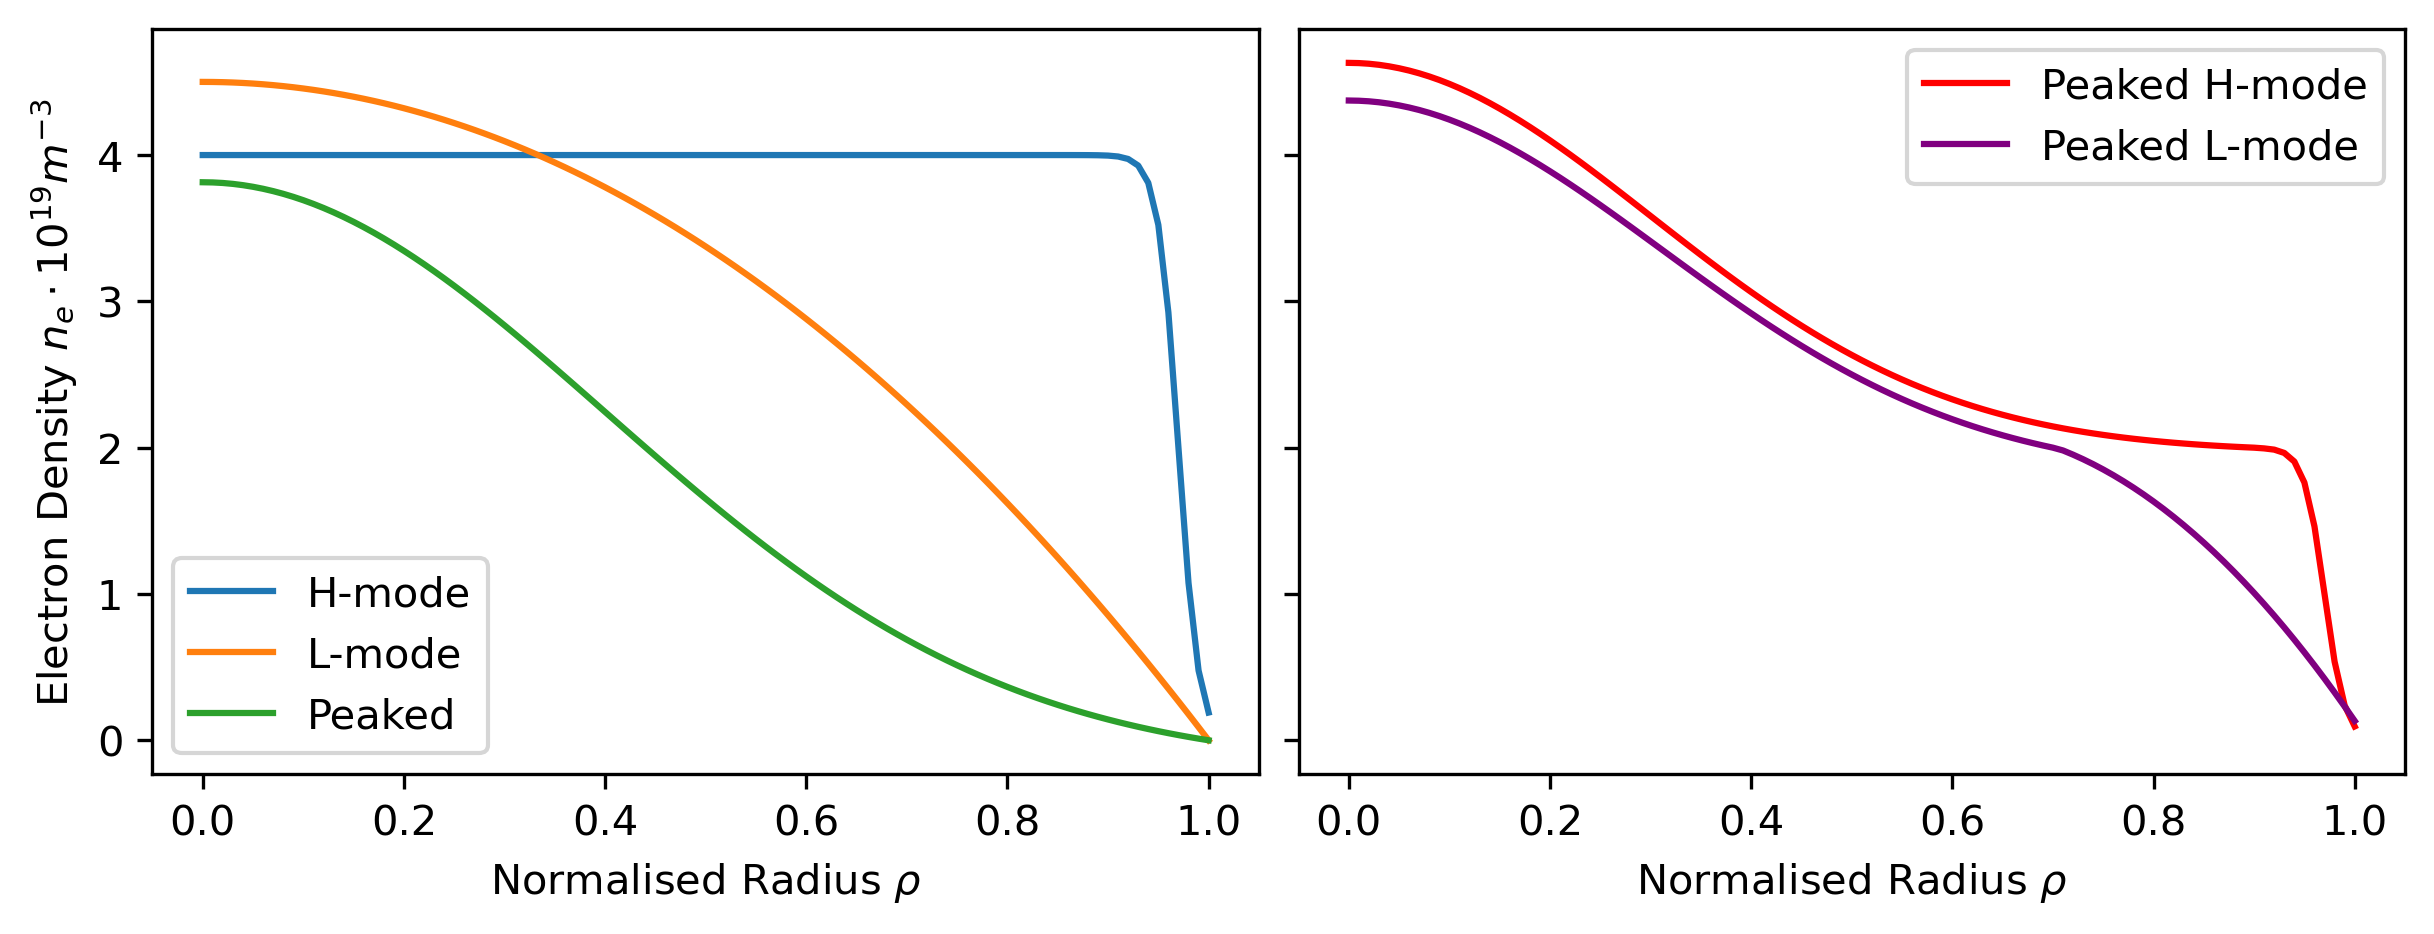 Electron Density $n_e \cdot 10^{19} m^{-3}$
4
3
2
1
0
H-mode
L-mode
Peaked
0.0 0.2 0.4 0.6 0.8 1.0
Normalised Radius ρ
Peaked H-mode
Peaked L-mode
0.0 0.2 0.4 0.6 0.8 1.0
Normalised Radius ρ